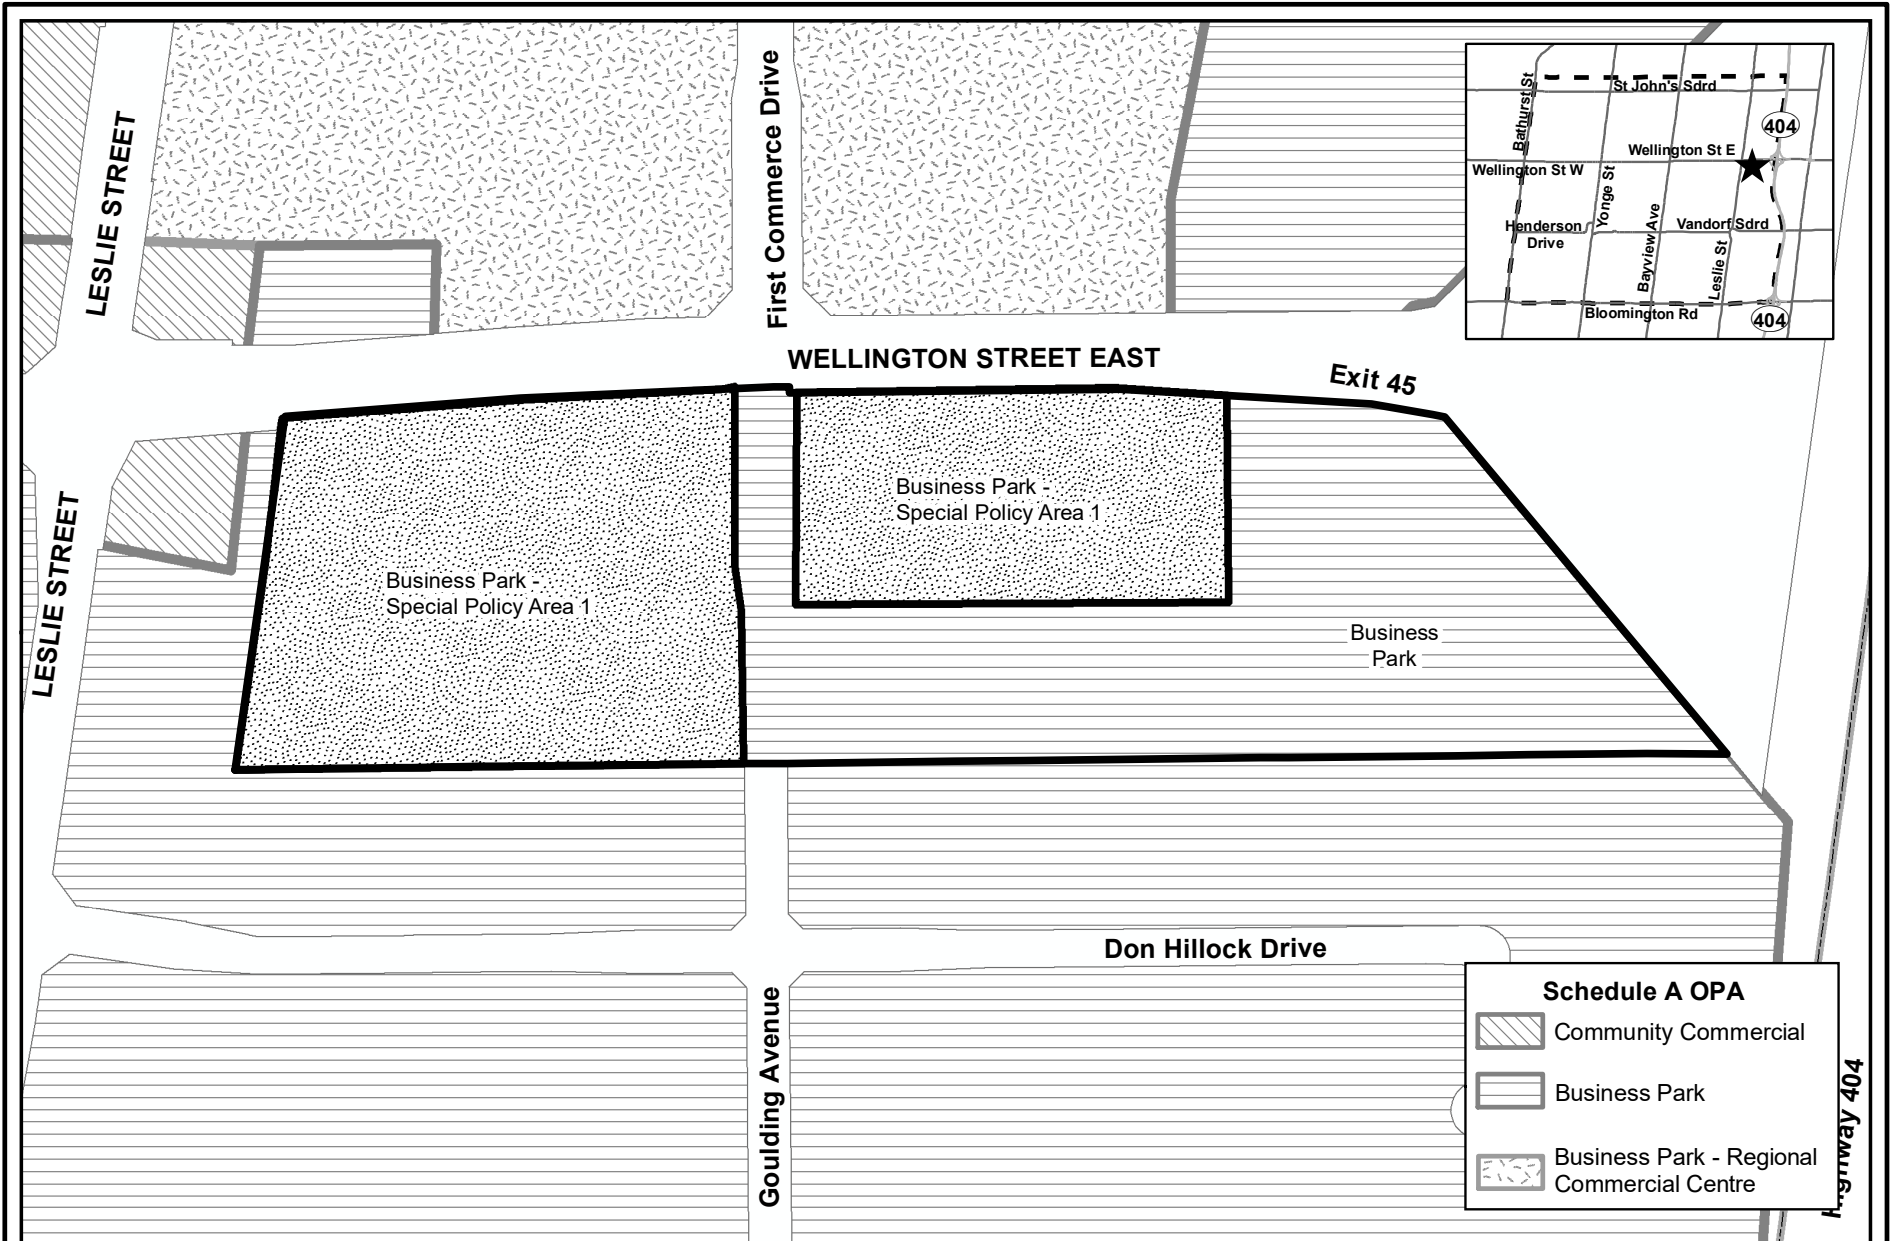 First Commerce Drive
LESLIE STREET
St John's Sdrd
Bathurst St
404
Wellington St E
Wellington St W
Yonge St
Henderson
Drive
Bayview Ave
Vandorf Sdrd
Leslie St
Bloomington Rd
404
WELLINGTON STREET EAST
Exit 45
Business Park -
Special Policy Area 1
Business Park -
Special Policy Area 1
LESLIE STREET
Business
Park
Don Hillock Drive
Goulding Avenue
Schedule A OPA
Community Commercial
Business Park
Business Park - Regional
Commercial Centre
Highway 404